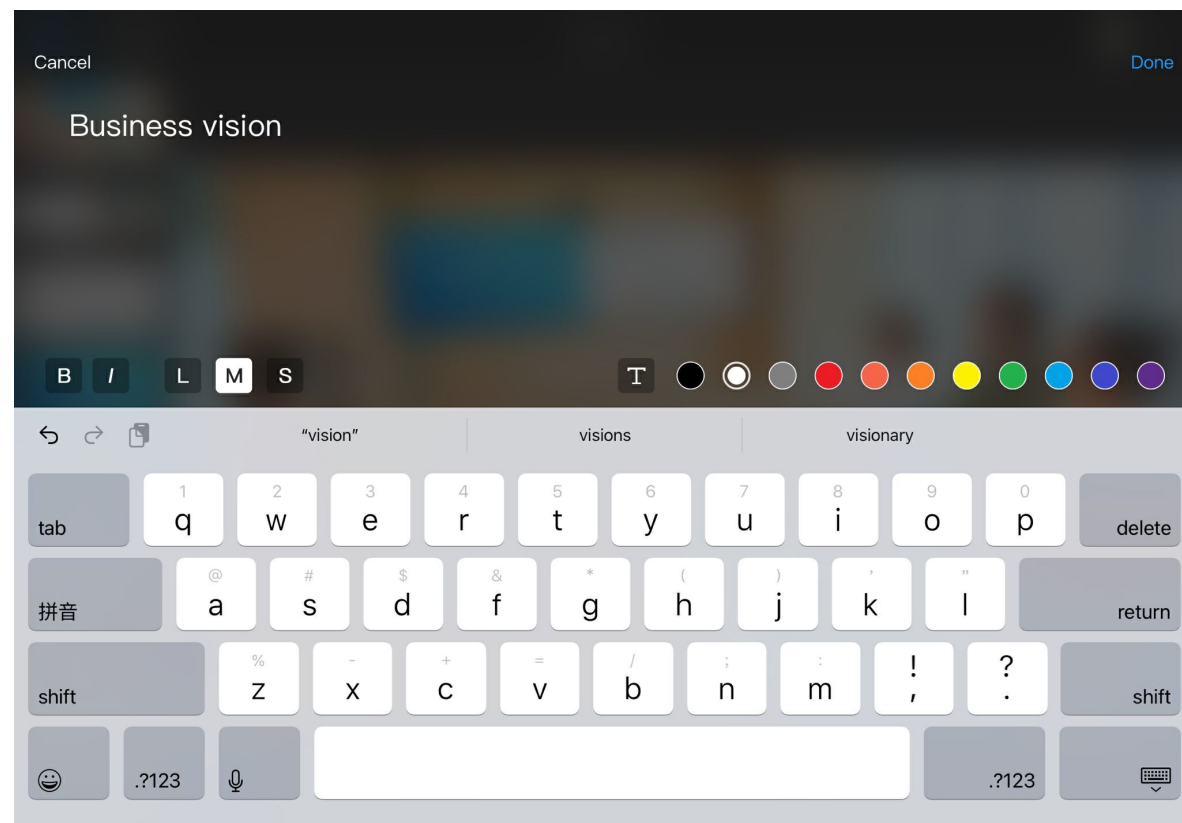 Cancel
Done
Business vision
B I L M S T
“vision” visions visionary
1 2 3 4 5 6 7 8 9 0
tab q w e r t y u i o p delete
@ # $ & * ( ) ’ ”
拼音 a s d f g h j k l return
% - + = / ; : ! ?
shift z x c v b n m , . shift
.?123 .?123